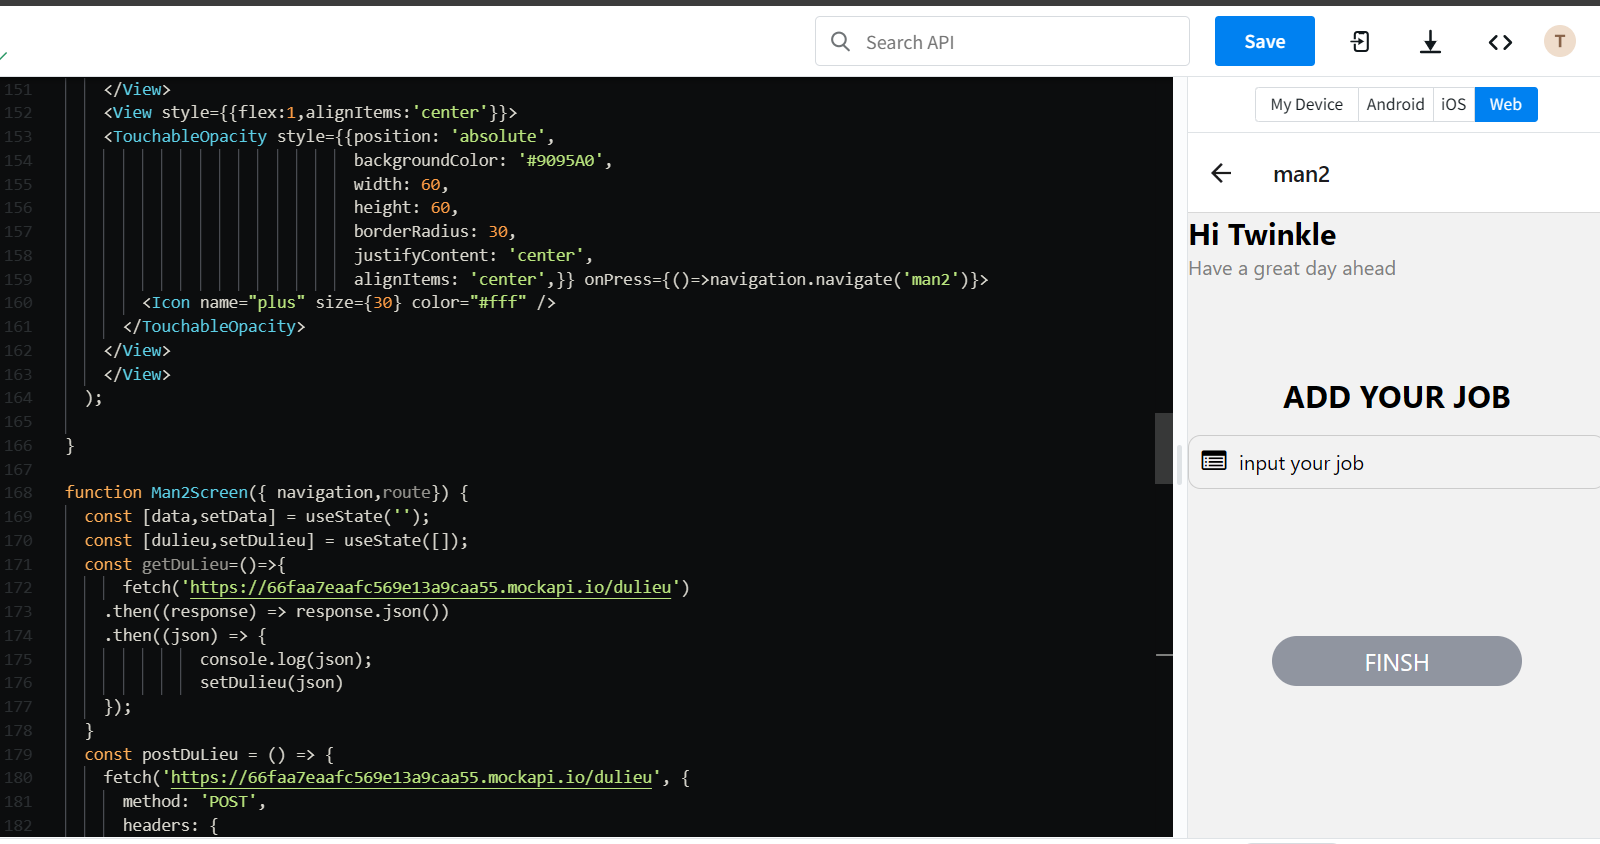 Search API
Save
T
My Device
Android
iOS
Web
151 </View>
152 <View style={{flex:1,alignItems:'center'}}>
153 <TouchableOpacity style={{position: 'absolute',
154 backgroundColor: '#9095A0',
155 width: 60,
156 height: 60,
157 borderRadius: 30,
158 justifyContent: 'center',
159 alignItems: 'center',}} onPress={()=>navigation.navigate('man2')}>
160 <Icon name="plus" size={30} color="#fff" />
161 </TouchableOpacity>
162 </View>
163 </View>
164 );
165
166 }
167
168 function Man2Screen({ navigation,route}) {
169 const [data,setData] = useState('');
170 const [dulieu,setDulieu] = useState([]);
171 const getDuLieu=()=>{
172 fetch('https://66faa7eaafc569e13a9caa55.mockapi.io/dulieu')
173 .then((response) => response.json())
174 .then((json) => {
175 console.log(json);
176 setDulieu(json)
177 });
178 }
179 const postDuLieu = () => {
180 fetch('https://66faa7eaafc569e13a9caa55.mockapi.io/dulieu', {
181 method: 'POST',
182 headers: {
man2
Hi Twinkle
Have a great day ahead
ADD YOUR JOB
input your job
FINSH